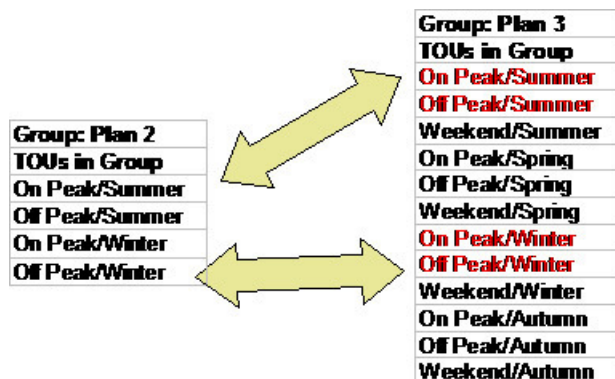 Group: Plan 2
TOUs in Group
On Peak/Summer
Off Peak/Summer
On Peak/Winter
Off Peak/Winter
Group: Plan 3
TOUs in Group
On Peak/Summer
Off Peak/Summer
Weekend/Summer
On Peak/Spring
Off Peak/Spring
Weekend/Spring
On Peak/Winter
Off Peak/Winter
Weekend/Winter
On Peak/Autumn
Off Peak/Autumn
Weekend/Autumn